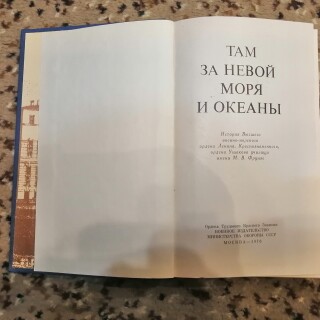 ТАМ
ЗА НЕВОЙ
МОРЯ
И ОКЕАНЫ
История Высшего
военно-морского
ордена Ленина, Краснознаменного,
ордена Ушакова училища
имени М. В. Фрунзе
Ордена Трудового Красного Знамени
ВОЕННОЕ ИЗДАТЕЛЬСТВО
МИНИСТЕРСТВА ОБОРОНЫ СССР
МОСКВА